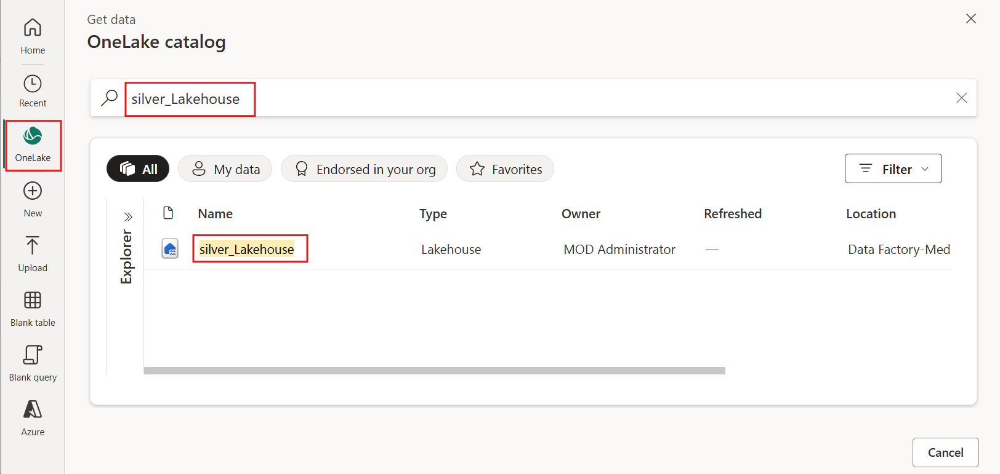 Home
Recent
OneLake
New
Upload
Blank table
Blank query
Azure
Get data
OneLake catalog
silver_Lakehouse
All
My data
Endorsed in your org
Favorites
Filter
Explorer
Name Type Owner Refreshed Location
silver_Lakehouse Lakehouse MOD Administrator — Data Factory-Med
Cancel